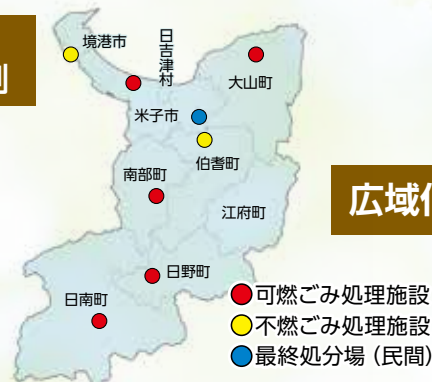 境港市
日吉津村
大山町
米子市
伯耆町
南部町
江府町
日野町
日南町
広域
可燃ごみ処理施設
不燃ごみ処理施設
最終処分場（民間）